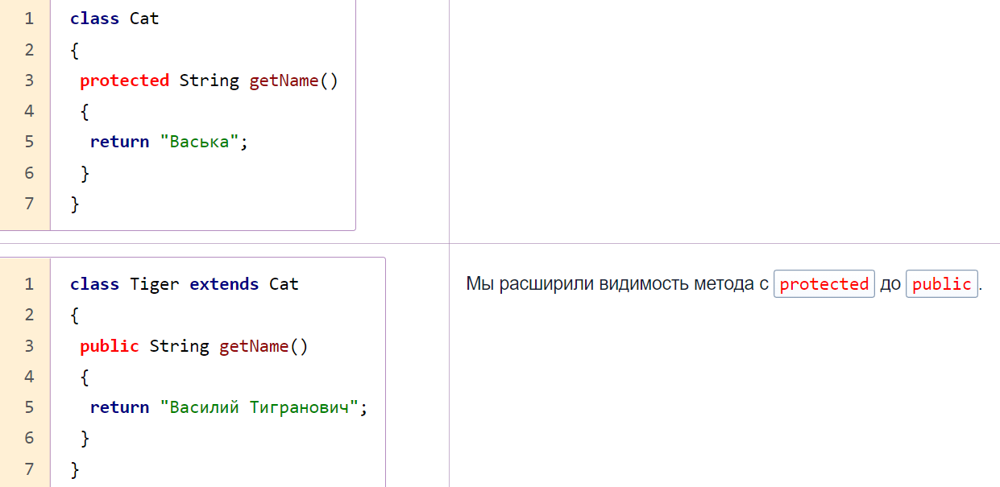 1 class Cat
2 {
3 protected String getName()
4 {
5 return "Васька";
6 }
7 }
1 class Tiger extends Cat
2 {
3 public String getName()
4 {
5 return "Василий Тигранович";
6 }
7 }
Мы расширили видимость метода с protected до public.